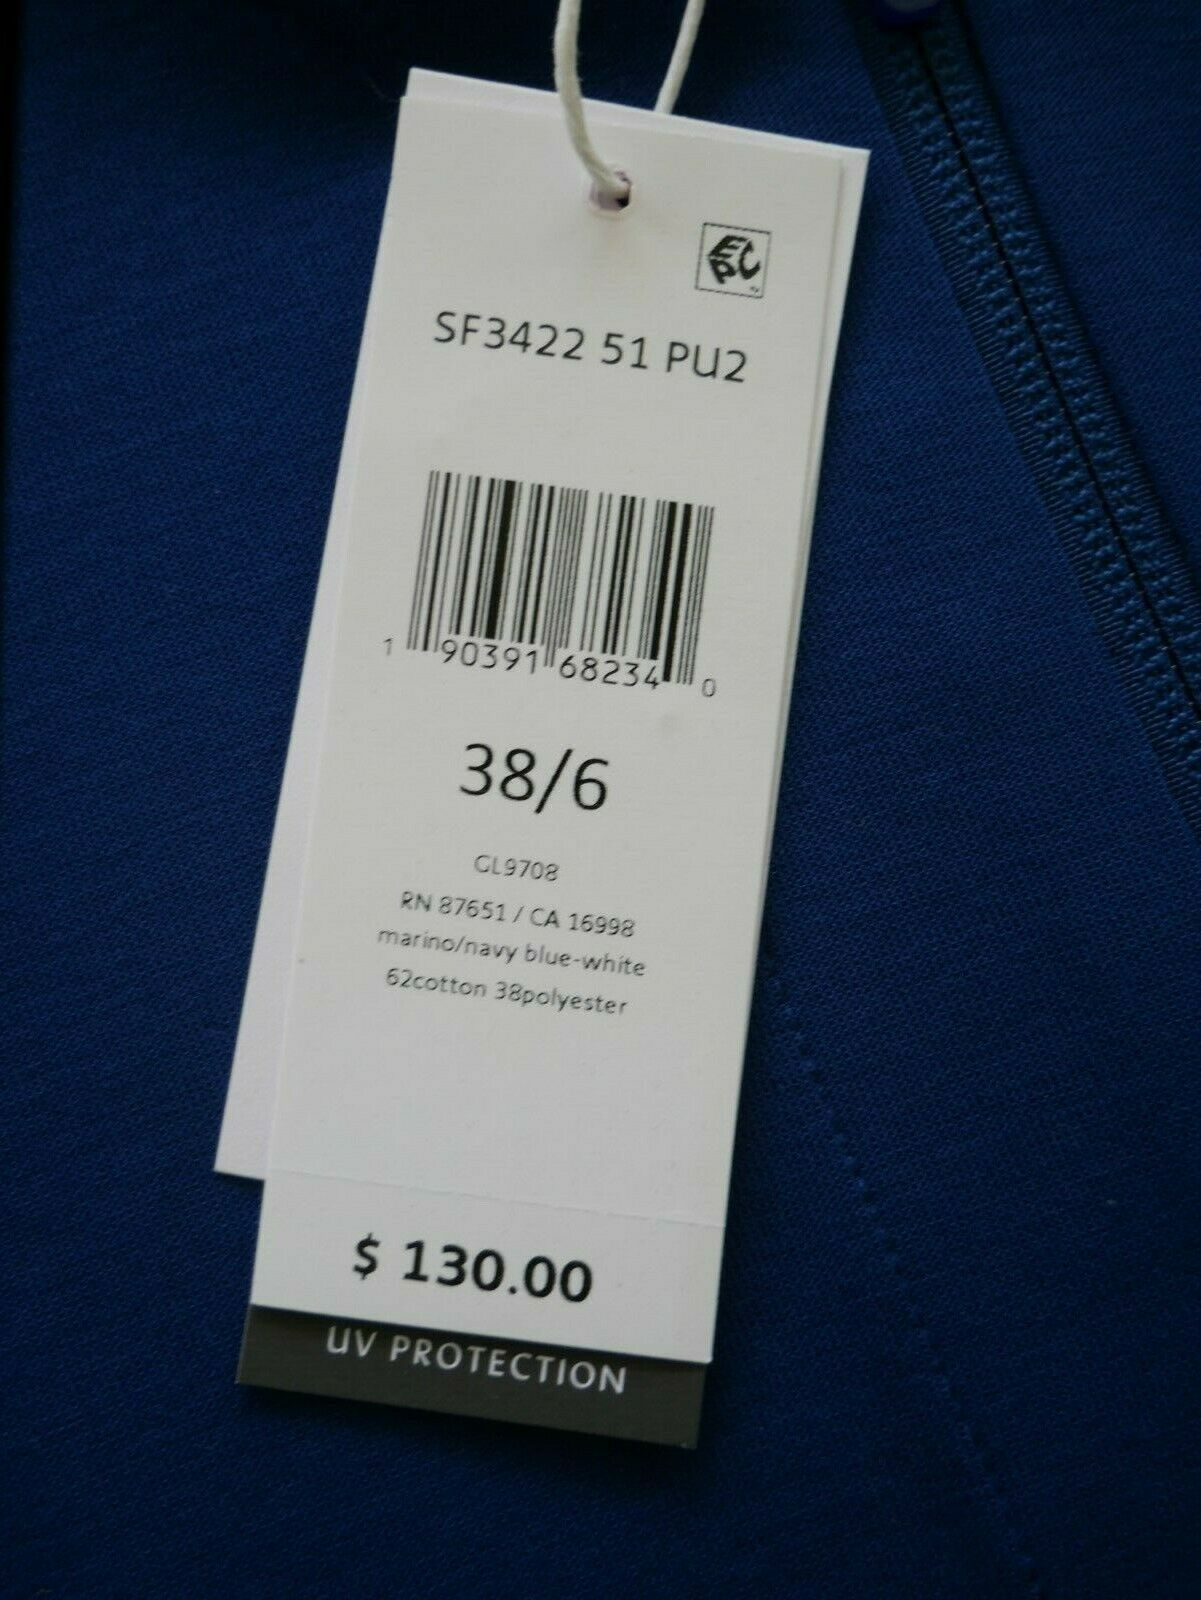 EPC
SF3422 51 PU2
1 90391 68234 0
38/6
GL9708
RN 87651 / CA 16998
marino/navy blue-white
62cotton 38polyester
$ 130.00
UV PROTECTION